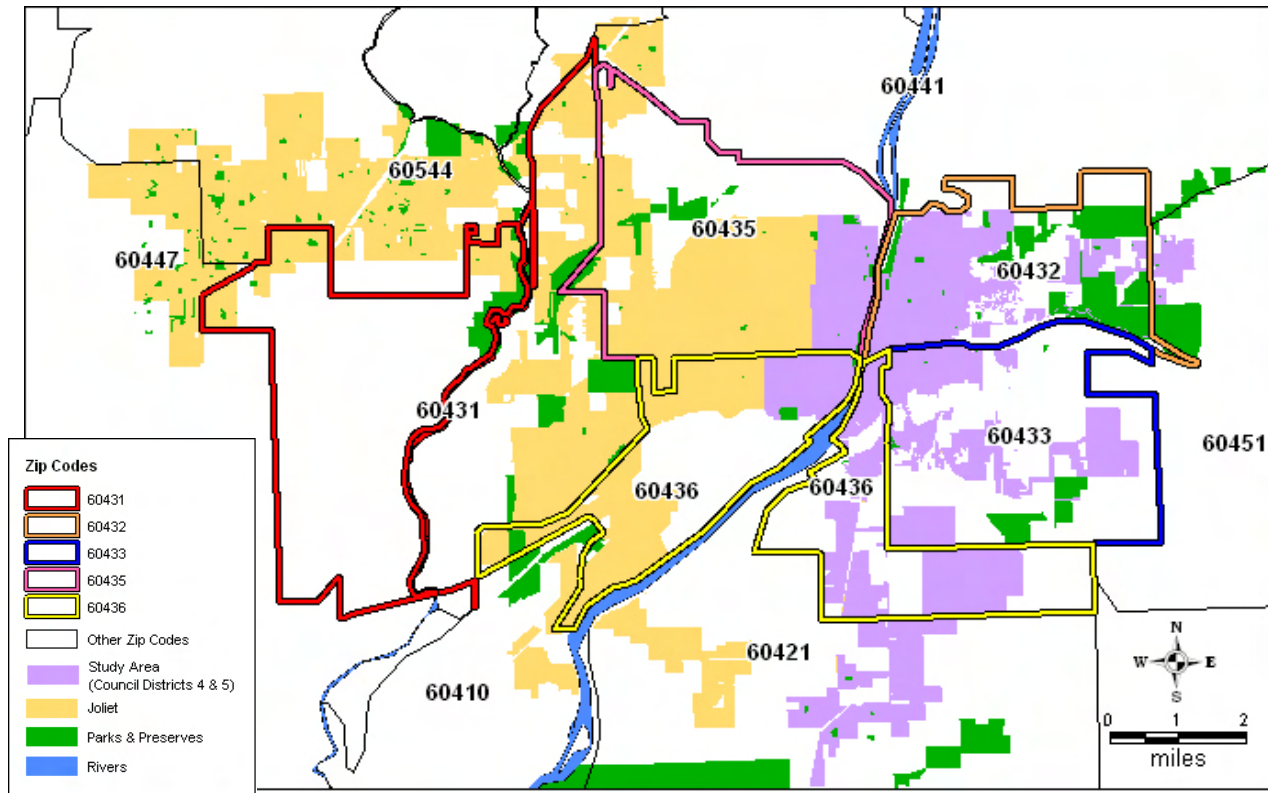 60441
60544
60435
60447
60432
60431
60433
60451
60436
60436
60421
60410
Zip Codes
60431
60432
60433
60435
60436
Other Zip Codes
Study Area
(Council Districts 4 & 5)
Joliet
Parks & Preserves
Rivers
N
W E
S
0 1 2
miles